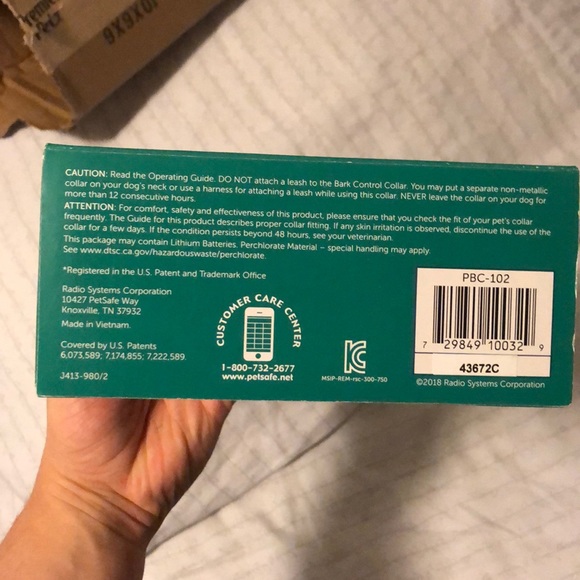 6X6X10
CAUTION: Read the Operating Guide. DO NOT attach a leash to the Bark Control Collar. You may put a separate non-metallic
collar on your dog's neck or use a harness for attaching a leash while using this collar. NEVER leave the collar on your dog for
more than 12 consecutive hours.
ATTENTION: For comfort, safety and effectiveness of this product, please ensure that you check the fit of your pet's collar
frequently. The Guide for this product describes proper collar fitting. If any skin irritation is observed, discontinue the use of the
collar for a few days. If the condition persists beyond 48 hours, see your veterinarian.
This package may contain Lithium Batteries. Perchlorate Material – special handling may apply.
See www.dtsc.ca.gov/hazardouswaste/perchlorate.
*Registered in the U.S. Patent and Trademark Office
Radio Systems Corporation
10427 PetSafe Way
Knoxville, TN 37932
Made in Vietnam.
Covered by U.S. Patents
6,073,589; 7,174,855; 7,222,589.
J413-980/2
CUSTOMER CARE CENTER
1-800-732-2677
www.petsafe.net
MSIP-REM-rsc-300-750
PBC-102
7 29849 10032 9
43672C
©2018 Radio Systems Corporation